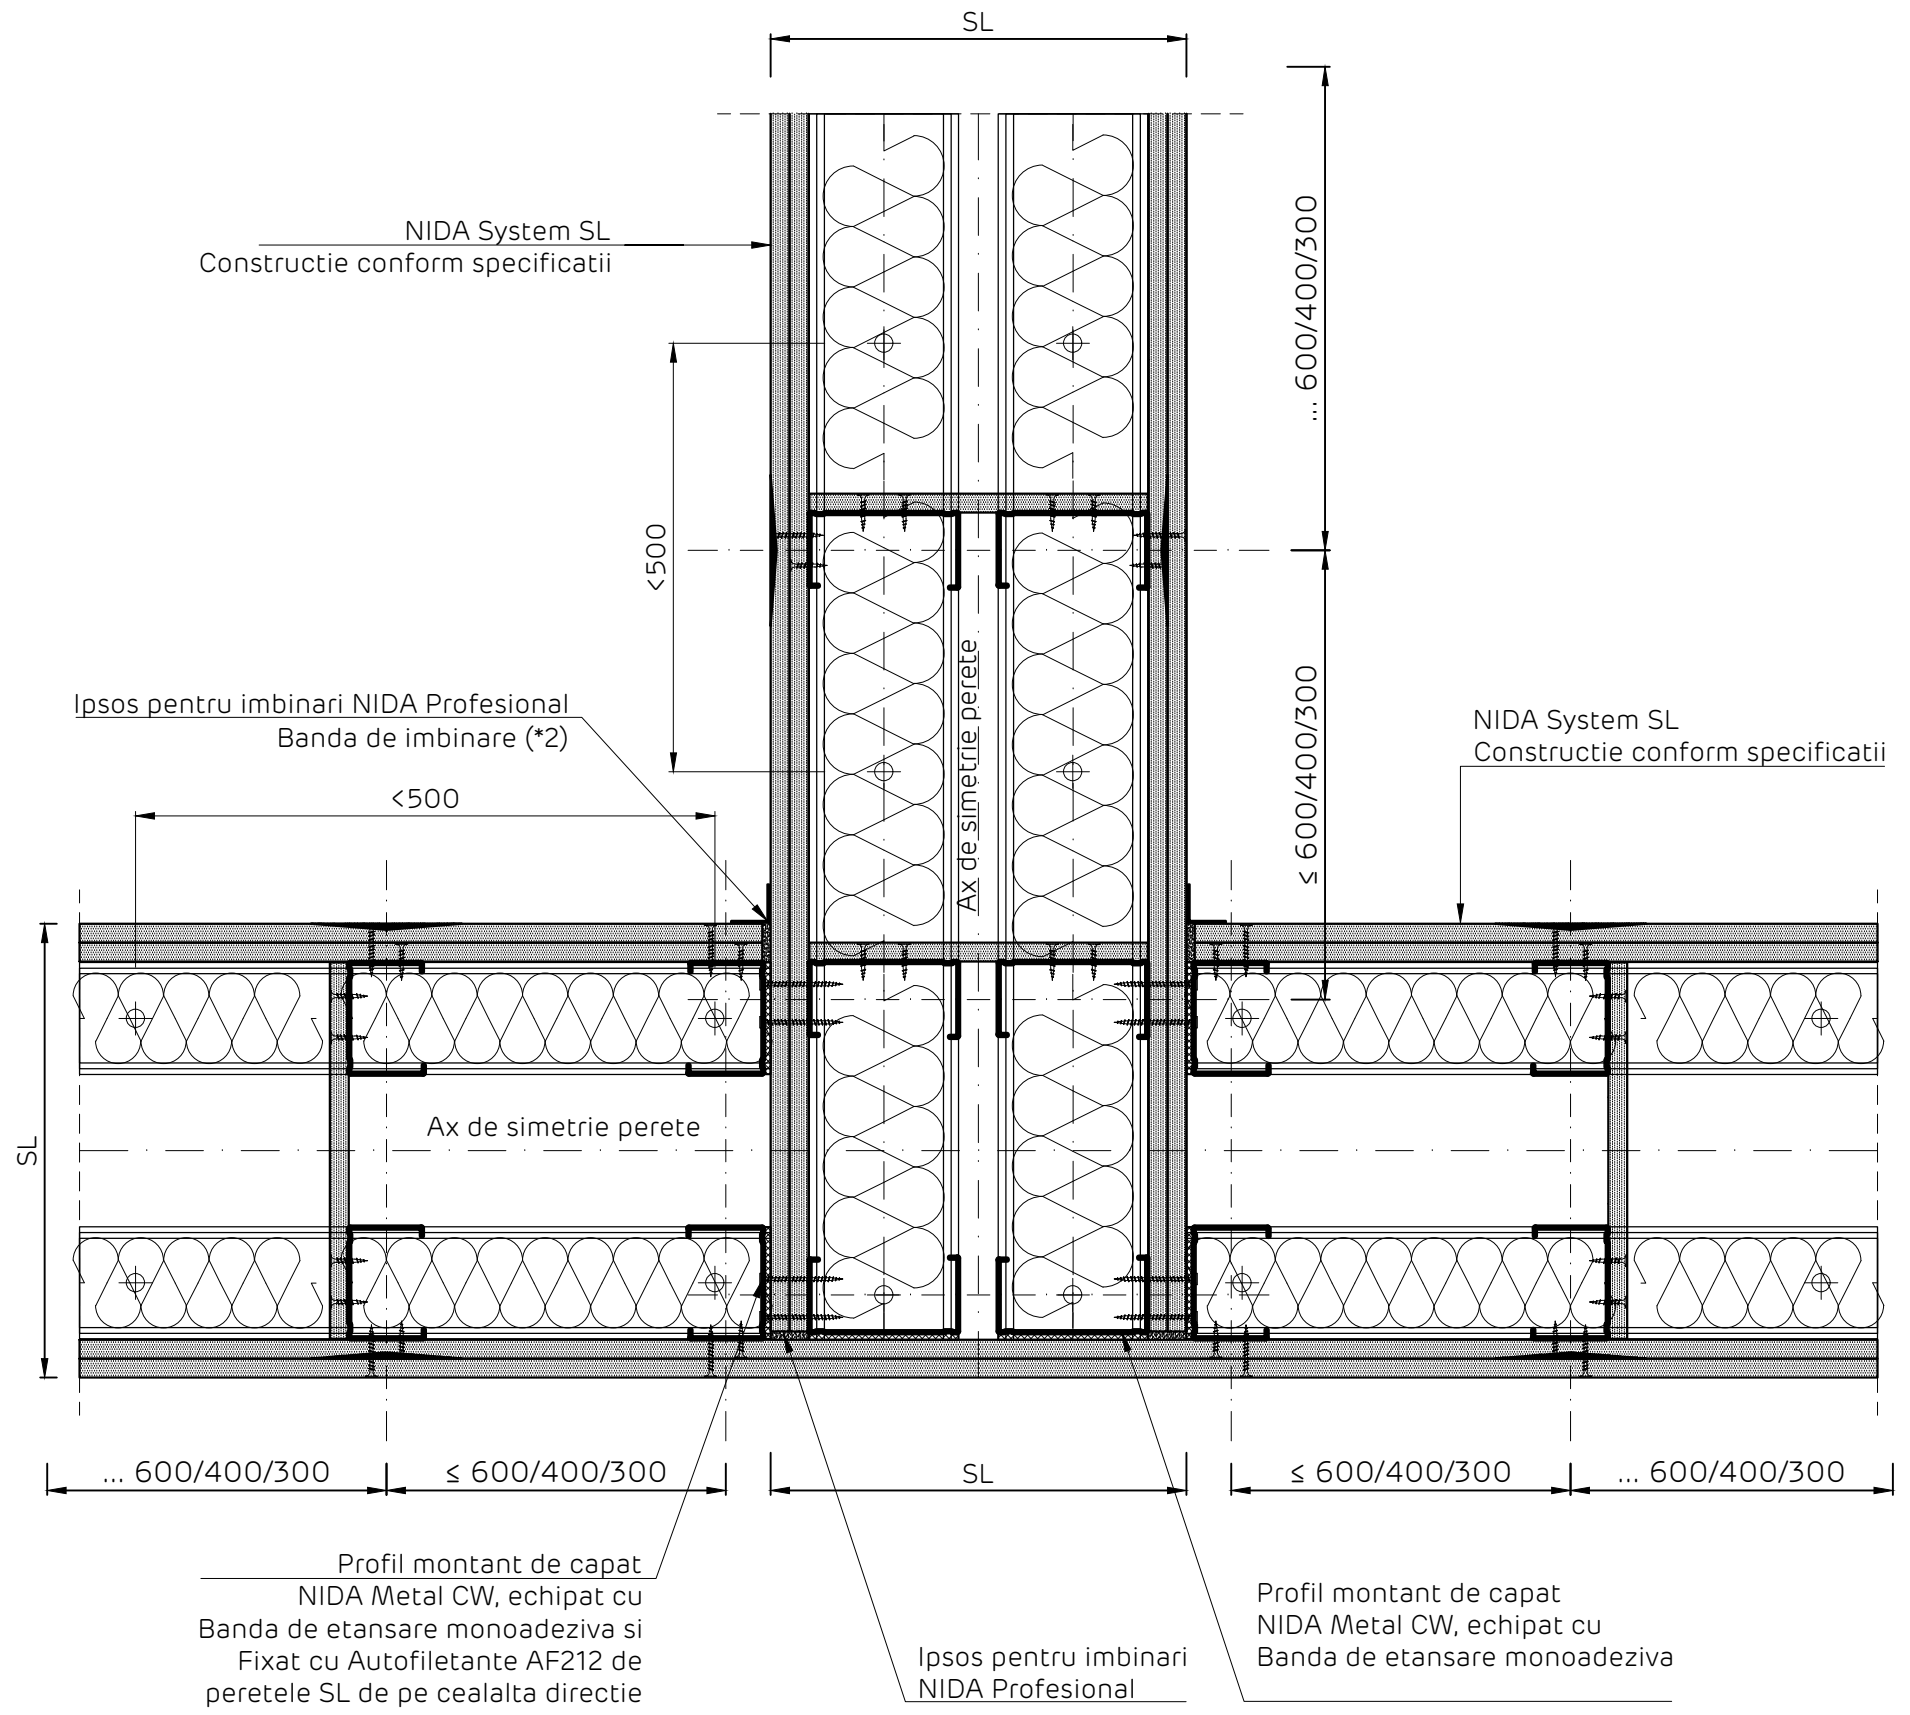 SL
NIDA System SL
Constructie conform specificatii
... 600/400/300
<500
Ax de simetrie perete
≤ 600/400/300
Ipsos pentru imbinari NIDA Profesional
Banda de imbinare (*2)
NIDA System SL
Constructie conform specificatii
<500
Ax de simetrie perete
SL
... 600/400/300
≤ 600/400/300
SL
≤ 600/400/300
... 600/400/300
Profil montant de capat
NIDA Metal CW, echipat cu
Banda de etansare monoadeziva si
Fixat cu Autofiletante AF212 de
peretele SL de pe cealalta directie
Ipsos pentru imbinari
NIDA Profesional
Profil montant de capat
NIDA Metal CW, echipat cu
Banda de etansare monoadeziva